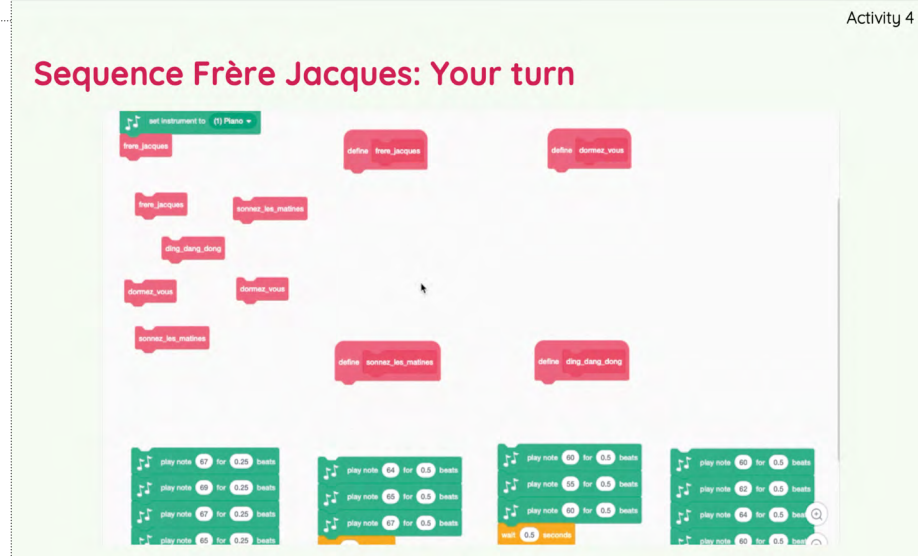 Activity 4
Sequence Frère Jacques: Your turn
set instrument to (1) Piano
frere_jacques
define frere_jacques
define dormez_vous
frere_jacques
sonnez_les_matines
ding_dang_dong
dormez_vous
dormez_vous
sonnez_les_matines
define sonnez_les_matines
define ding_dang_dong
play note 67 for 0.25 beats
play note 69 for 0.25 beats
play note 67 for 0.25 beats
play note 65 for 0.25 beats
play note 64 for 0.5 beats
play note 65 for 0.5 beats
play note 67 for 0.5 beats
play note 60 for 0.5 beats
play note 55 for 0.5 beats
play note 60 for 0.5 beats
wait 0.5 seconds
play note 60 for 0.5 beats
play note 62 for 0.5 beats
play note 64 for 0.5 beats
play note 60 for 0.5 beats